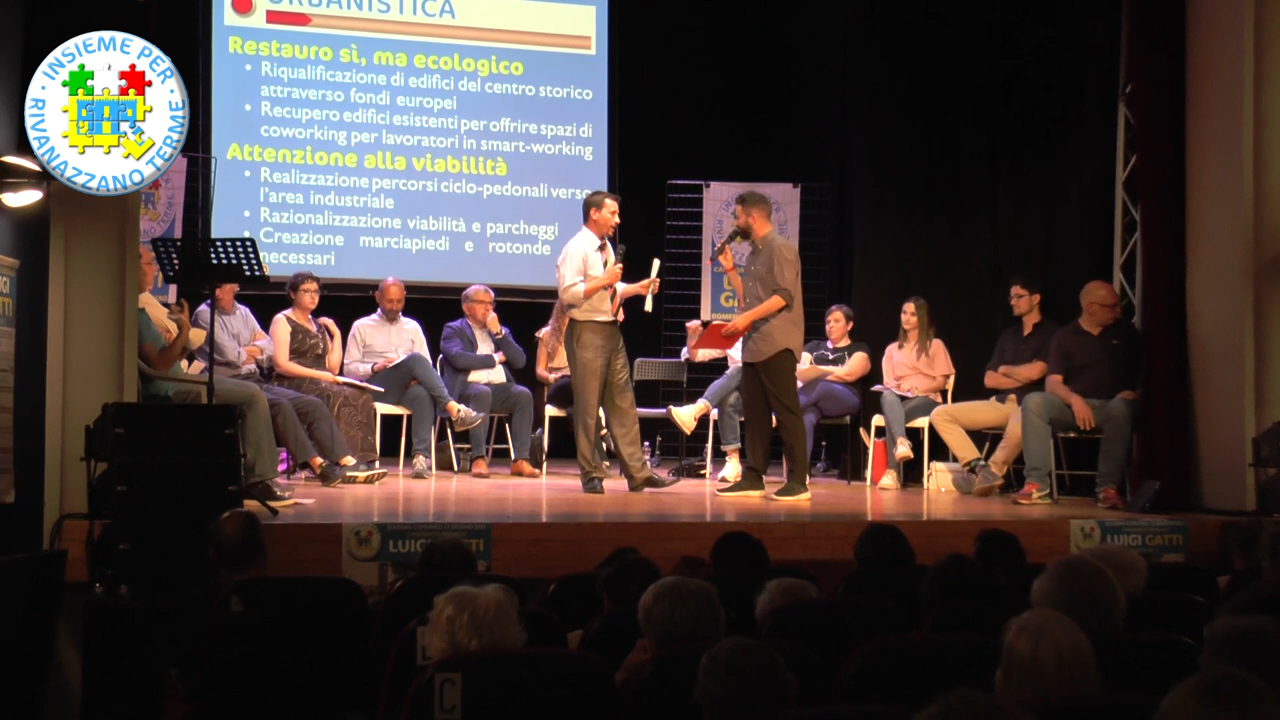 INSIEME PER
RIVANAZZANO TERME
URBANISTICA
Restauro sì, ma ecologico
• Riqualificazione di edifici del centro storico
attraverso fondi europei
• Recupero edifici esistenti per offrire spazi di
coworking per lavoratori in smart-working
Attenzione alla viabilità
• Realizzazione percorsi ciclo-pedonali verso
l'area industriale
• Razionalizzazione viabilità e parcheggi
• Creazione marciapiedi e rotonde
necessari
GATTI
LUIGI GATTI
LUIGI GATTI
C